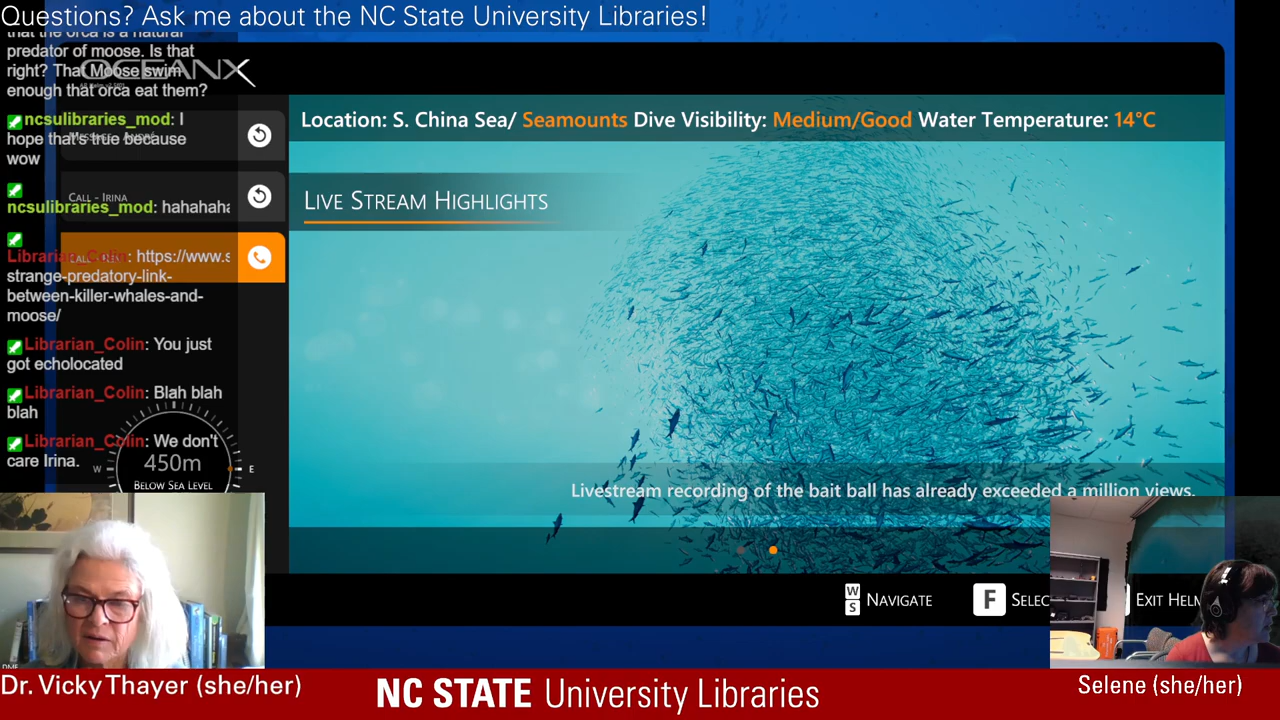 Questions? Ask me about the NC State University Libraries!
that the orca is a natural
predator of moose. Is that
right? That Moose swim
enough that orca eat them?
OCEANX
ncsulibraries_mod: I
hope that's true because
wow
ncsulibraries_mod: hahahaha
Librarian_Colin: https://www.s
strange-predatory-link-
between-killer-whales-and-
moose/
Librarian_Colin: You just
got echolocated
Librarian_Colin: Blah blah
blah
Librarian_Colin: We don't
care Irina.
CALL - IRINA
W
450m
E
BELOW SEA LEVEL
Location: S. China Sea/ Seamounts Dive Visibility: Medium/Good Water Temperature: 14°C
LIVE STREAM HIGHLIGHTS
Livestream recording of the bait ball has already exceeded a million views.
W
S
NAVIGATE
F
SELEC
EXIT HELM
Dr. Vicky Thayer (she/her)
NC STATE University Libraries
Selene (she/her)